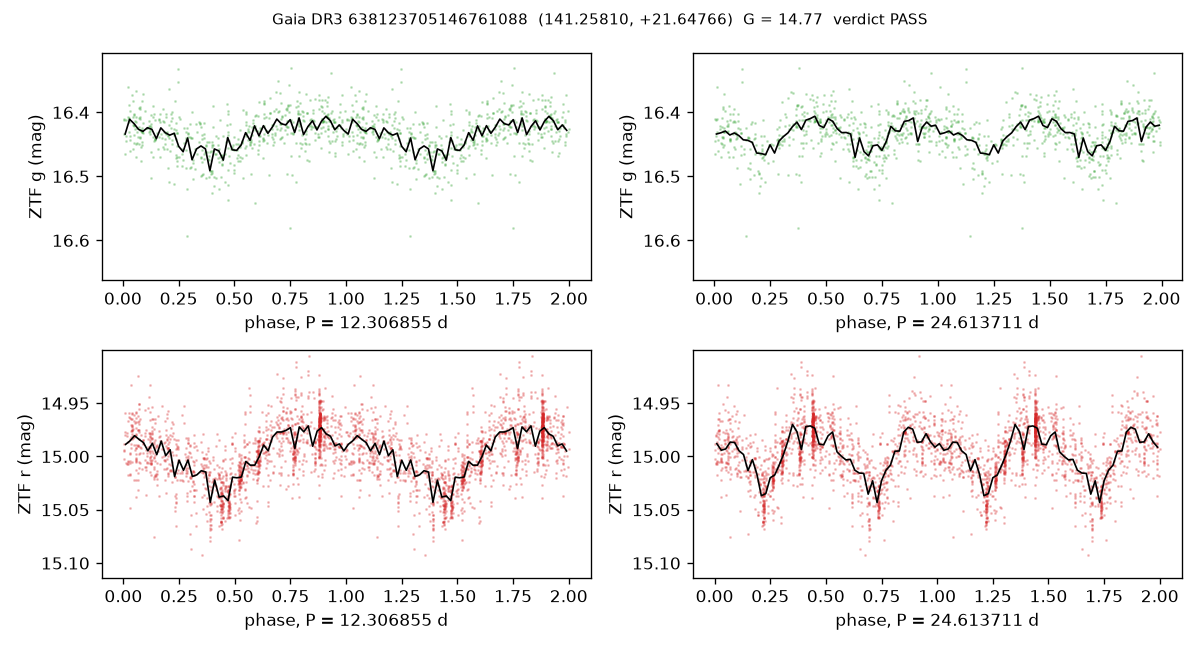 Gaia DR3 638123705146761088 (141.25810, +21.64766) G = 14.77 verdict PASS
ZTF g (mag)
16.4
16.5
16.6
0.00 0.25 0.50 0.75 1.00 1.25 1.50 1.75 2.00
phase, P = 12.306855 d
ZTF g (mag)
16.4
16.5
16.6
0.00 0.25 0.50 0.75 1.00 1.25 1.50 1.75 2.00
phase, P = 24.613711 d
ZTF r (mag)
14.95
15.00
15.05
15.10
0.00 0.25 0.50 0.75 1.00 1.25 1.50 1.75 2.00
phase, P = 12.306855 d
ZTF r (mag)
14.95
15.00
15.05
15.10
0.00 0.25 0.50 0.75 1.00 1.25 1.50 1.75 2.00
phase, P = 24.613711 d